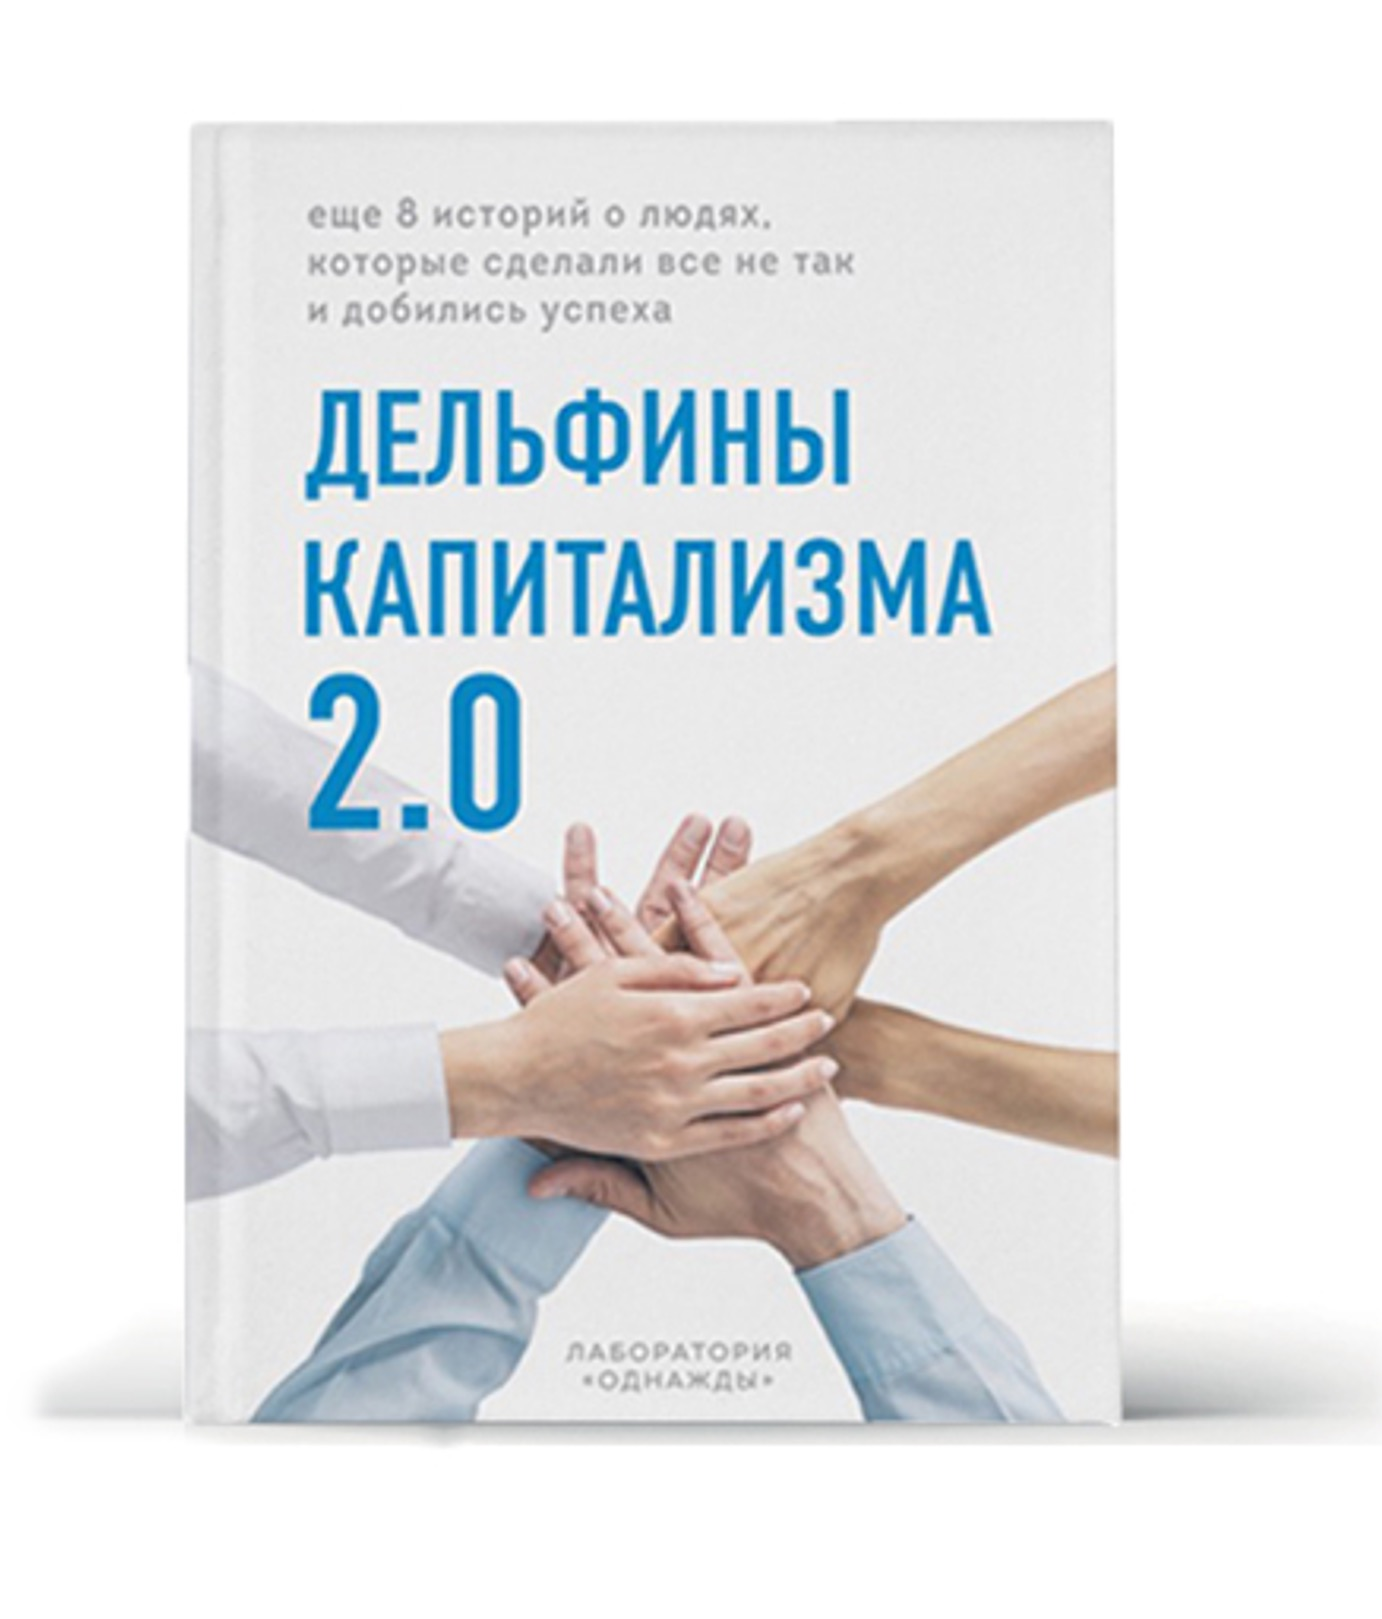 еще 8 историй о людях,
которые сделали все не так
и добились успеха
ДЕЛЬФИНЫ
КАПИТАЛИЗМА
2.0
ЛАБОРАТОРИЯ
«ОДНАЖДЫ»